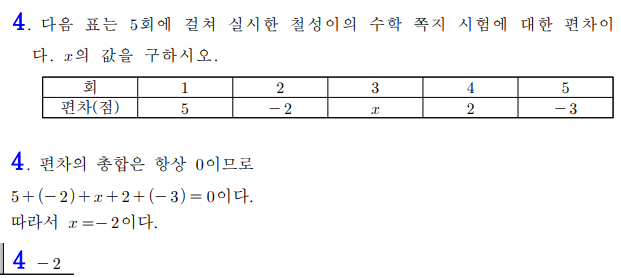 4. 다음 표는 5회에 걸쳐 실시한 철성이의 수학 쪽지 시험에 대한 편차이
다. x의 값을 구하시오.
회 1 2 3 4 5
편차(점) 5 −2 x 2 −3
4. 편차의 총합은 항상 0이므로
5+(−2)+x+2+(−3)=0이다.
따라서 x=−2이다.
4 −2